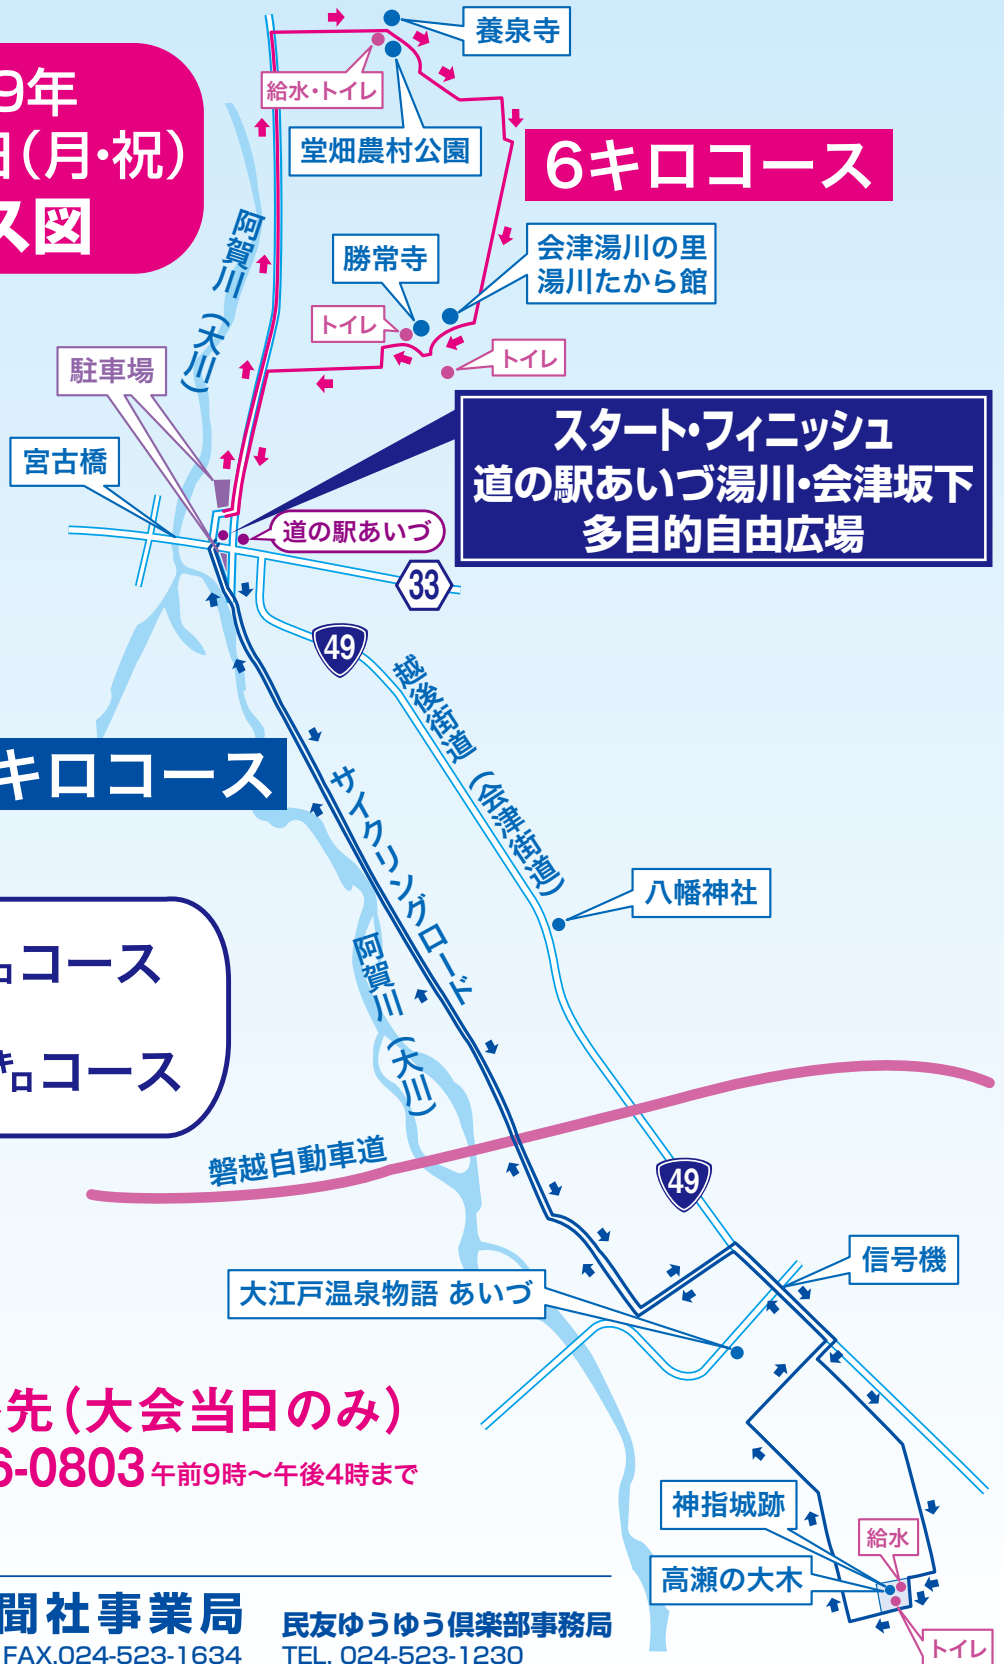 養泉寺
給水・トイレ
堂畑農村公園
9年
日(月・祝)
ス図
6キロコース
阿賀川(大川)
勝常寺
会津湯川の里
湯川たから館
トイレ
トイレ
駐車場
宮古橋
スタート・フィニッシュ
道の駅あいづ湯川・会津坂下
多目的自由広場
道の駅あいづ
33
49
越後街道(会津街道)
キロコース
サイクリングロード
八幡神社
ロコース
キロコース
阿賀川(大川)
磐越自動車道
49
信号機
大江戸温泉物語 あいづ
先(大会当日のみ)
6-0803 午前9時〜午後4時まで
神指城跡
給水
高瀬の大木
トイレ
聞社事業局
FAX.024-523-1634
民友ゆうゆう倶楽部事務局
TEL. 024-523-1230